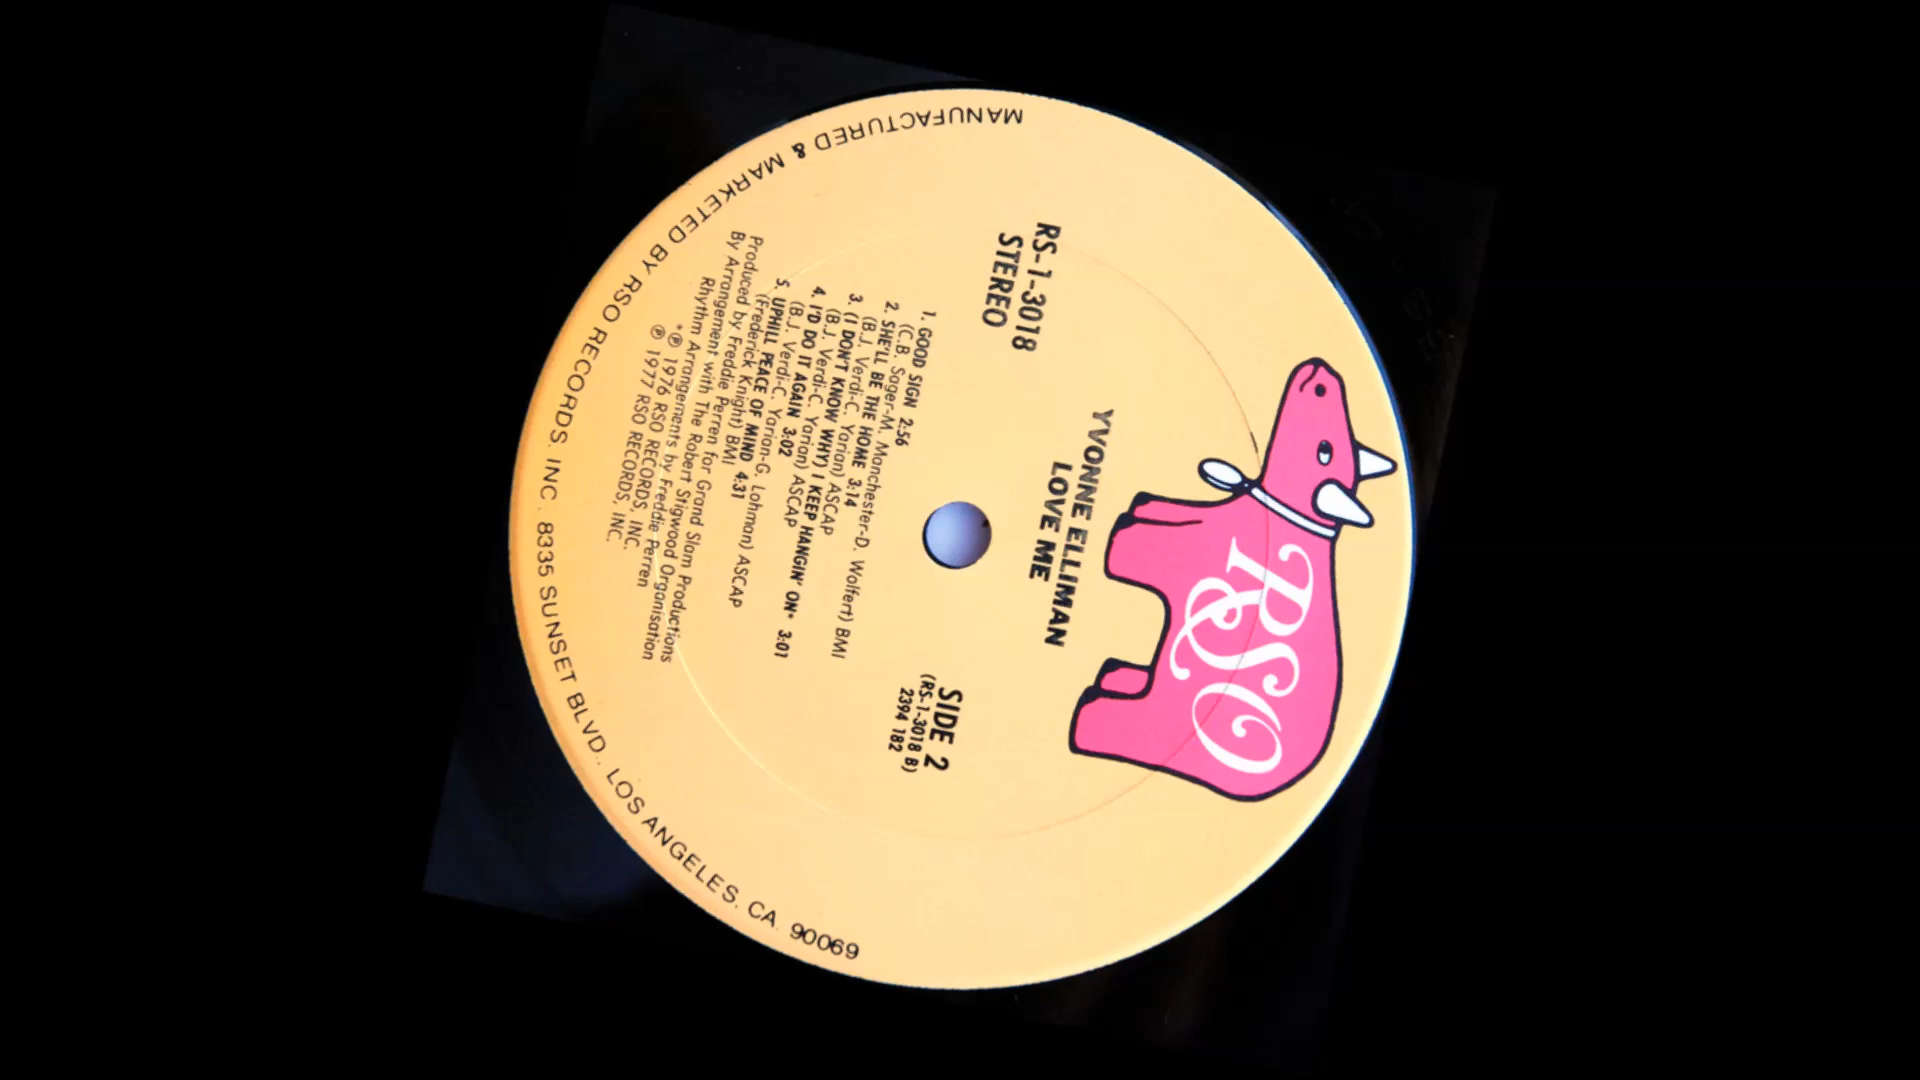 RSO
YVONNE ELLIMAN
LOVE ME
RS-1-3018
STEREO
SIDE 2
(RS-1-3018 B)
2394 182
1. GOOD SIGN 2:56
(C.B. Sager-M. Manchester-D. Wolfert) BMI
2. SHE'LL BE THE HOME 3:14
(B.J. Verdi-C. Yarian) ASCAP
3. (I DON'T KNOW WHY) I KEEP HANGIN' ON* 3:01
(B.J. Verdi-C. Yarian) ASCAP
4. I'D DO IT AGAIN 3:02
(B.J. Verdi-C. Yarian-G. Lohman) ASCAP
5. UPHILL PEACE OF MIND 4:31
(Frederick Knight) BMI
Produced by Freddie Perren for Grand Slam Productions
By Arrangement with The Robert Stigwood Organisation
Rhythm Arrangements by Freddie Perren
*℗ 1976 RSO RECORDS, INC.
℗ 1977 RSO RECORDS, INC.
MANUFACTURED & MARKETED BY RSO RECORDS, INC. 8335 SUNSET BLVD., LOS ANGELES, CA. 90069